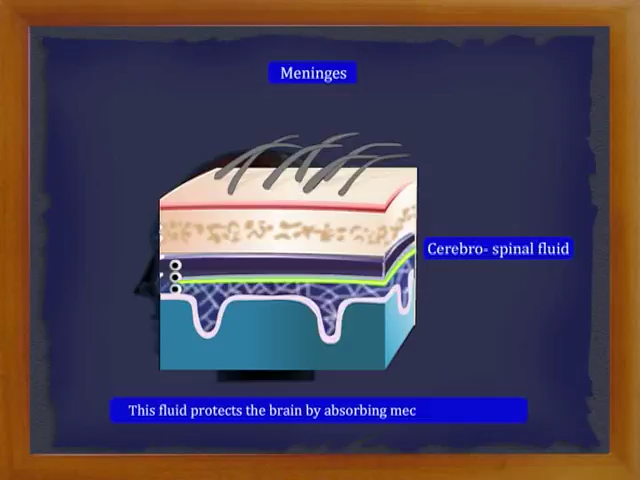 Meninges
Cerebro- spinal fluid
This fluid protects the brain by absorbing mec